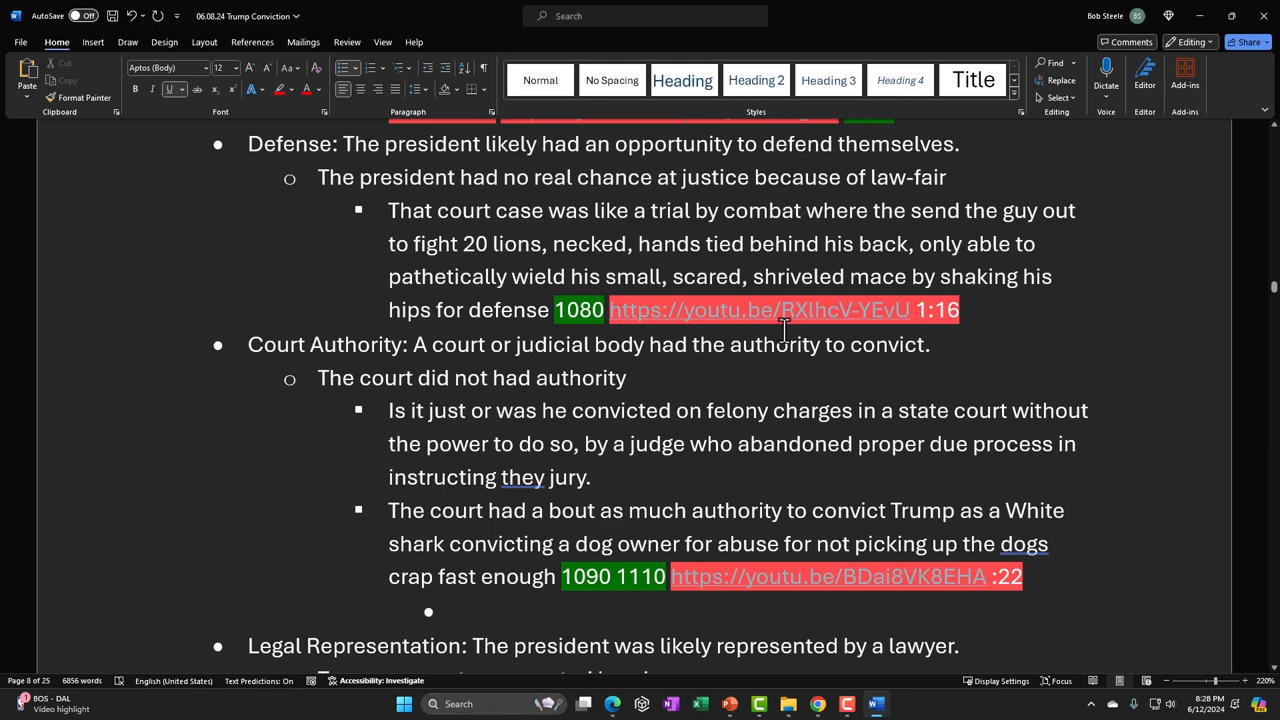 AutoSave Off 06.08.24 Trump Conviction Search Bob Steele BS
File Home Insert Draw Design Layout References Mailings Review View Help Comments Editing Share
Paste Cut Copy Format Painter Aptos (Body) 12 Normal No Spacing Heading Heading 2 Heading 3 Heading 4 Title Find Replace Select Dictate Editor Add-ins
Clipboard Font Paragraph Styles Editing Voice Editor Add-ins
Defense: The president likely had an opportunity to defend themselves.
The president had no real chance at justice because of law-fair
That court case was like a trial by combat where the send the guy out
to fight 20 lions, necked, hands tied behind his back, only able to
pathetically wield his small, scared, shriveled mace by shaking his
hips for defense 1080 https://youtu.be/RXlhcV-YEvU 1:16
Court Authority: A court or judicial body had the authority to convict.
The court did not had authority
Is it just or was he convicted on felony charges in a state court without
the power to do so, by a judge who abandoned proper due process in
instructing they jury.
The court had a bout as much authority to convict Trump as a White
shark convicting a dog owner for abuse for not picking up the dogs
crap fast enough 1090 1110 https://youtu.be/BDai8VK8EHA :22
Legal Representation: The president was likely represented by a lawyer.
Page 8 of 25 6856 words English (United States) Text Predictions: On Accessibility: Investigate Display Settings Focus 220%
BOS - DAL
Video highlight
Search
8:28 PM
6/12/2024